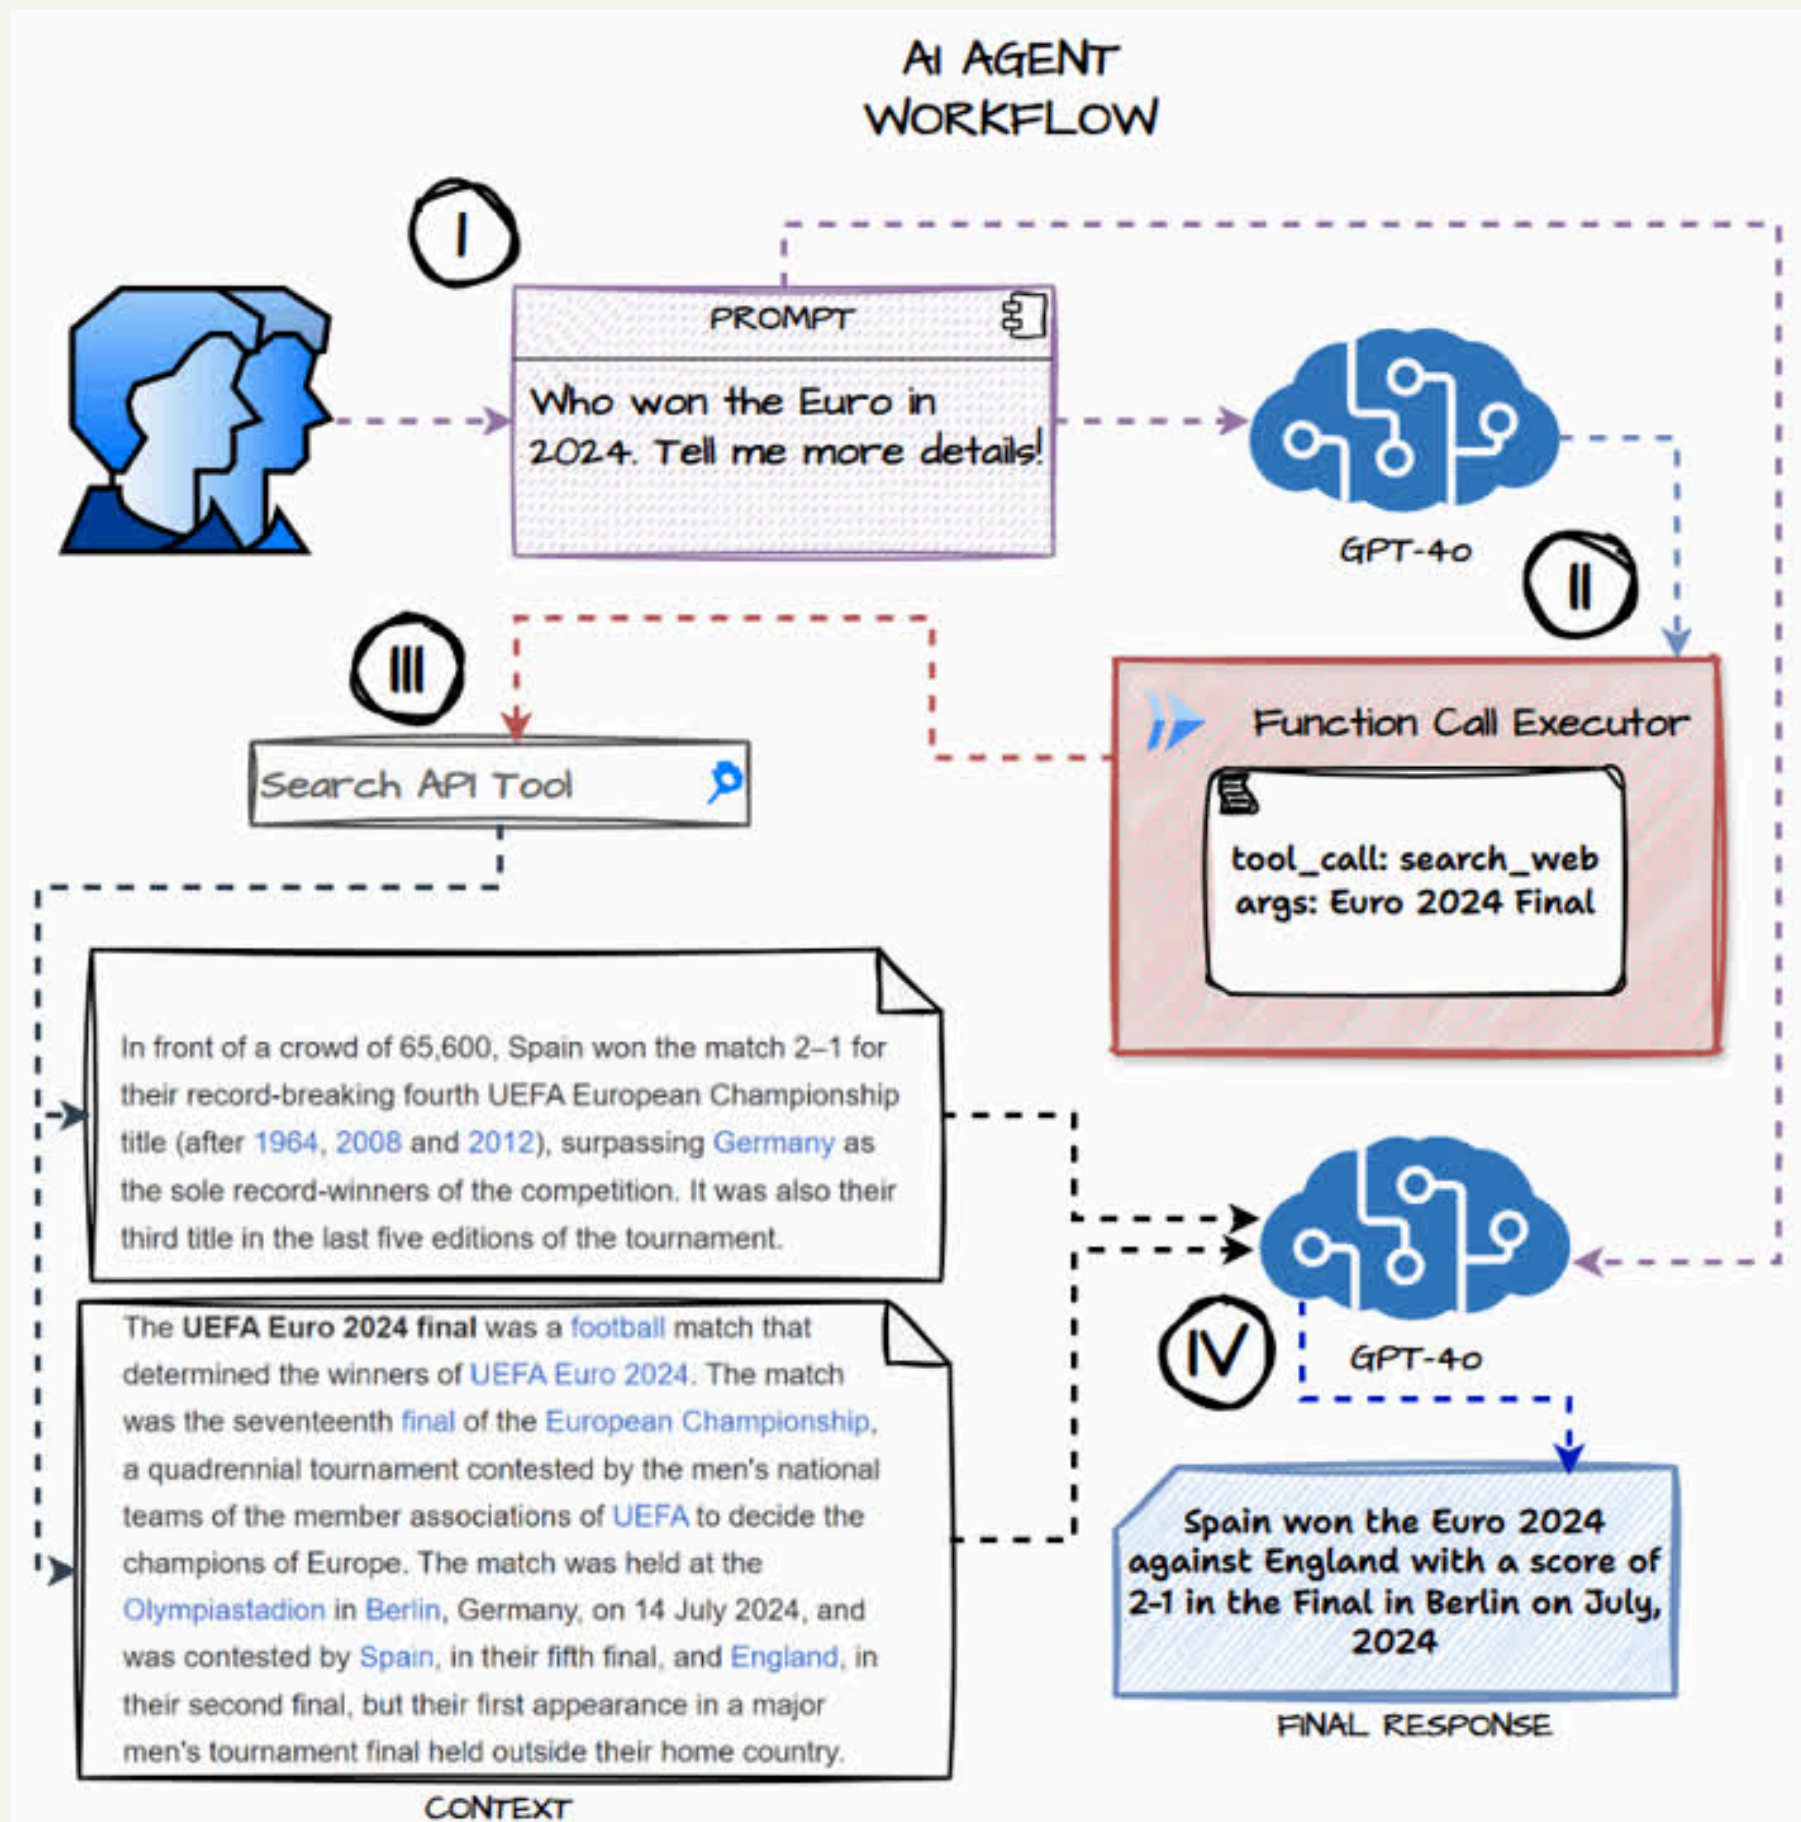 AI AGENT
WORKFLOW
I
PROMPT
Who won the Euro in
2024. Tell me more details!
GPT-4o
II
III
Search API Tool
Function Call Executor
tool_call: search_web
args: Euro 2024 Final
In front of a crowd of 65,600, Spain won the match 2–1 for
their record-breaking fourth UEFA European Championship
title (after 1964, 2008 and 2012), surpassing Germany as
the sole record-winners of the competition. It was also their
third title in the last five editions of the tournament.
The UEFA Euro 2024 final was a football match that
determined the winners of UEFA Euro 2024. The match
was the seventeenth final of the European Championship,
a quadrennial tournament contested by the men's national
teams of the member associations of UEFA to decide the
champions of Europe. The match was held at the
Olympiastadion in Berlin, Germany, on 14 July 2024, and
was contested by Spain, in their fifth final, and England, in
their second final, but their first appearance in a major
men's tournament final held outside their home country.
CONTEXT
IV
GPT-4o
Spain won the Euro 2024
against England with a score of
2-1 in the Final in Berlin on July,
2024
FINAL RESPONSE